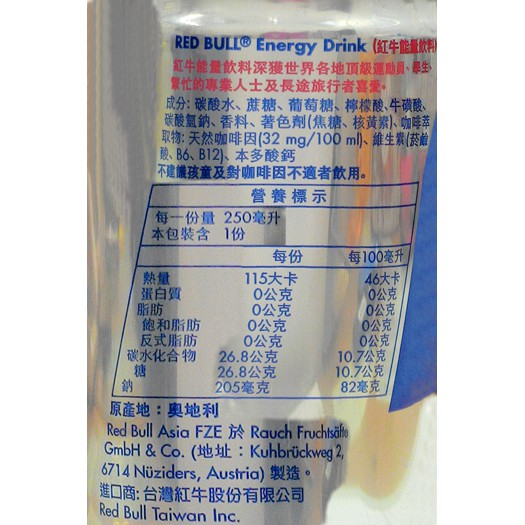 RED BULL® Energy Drink (紅牛能量飲料
紅牛能量飲料深獲世界各地頂級運動員、學生、
繁忙的專業人士及長途旅行者喜愛。
成分: 碳酸水、蔗糖、葡萄糖、檸檬酸、牛磺酸、
碳酸氫鈉、香料、著色劑(焦糖、核黃素)、咖啡萃
取物: 天然咖啡因(32 mg/100 ml)、維生素(菸鹼
酸、B6、B12)、本多酸鈣
不建議孩童及對咖啡因不適者飲用。
營養標示
每一份量 250毫升
本包裝含 1份
每份 每100毫升
熱量 115大卡 46大卡
蛋白質 0公克 0公克
脂肪 0公克 0公克
飽和脂肪 0公克 0公克
反式脂肪 0公克 0公克
碳水化合物 26.8公克 10.7公克
糖 26.8公克 10.7公克
鈉 205毫克 82毫克
原產地：奧地利
Red Bull Asia FZE 於 Rauch Fruchtsäfte
GmbH & Co. (地址：Kuhbrückweg 2,
6714 Nüziders, Austria) 製造。
進口商: 台灣紅牛股份有限公司
Red Bull Taiwan Inc.